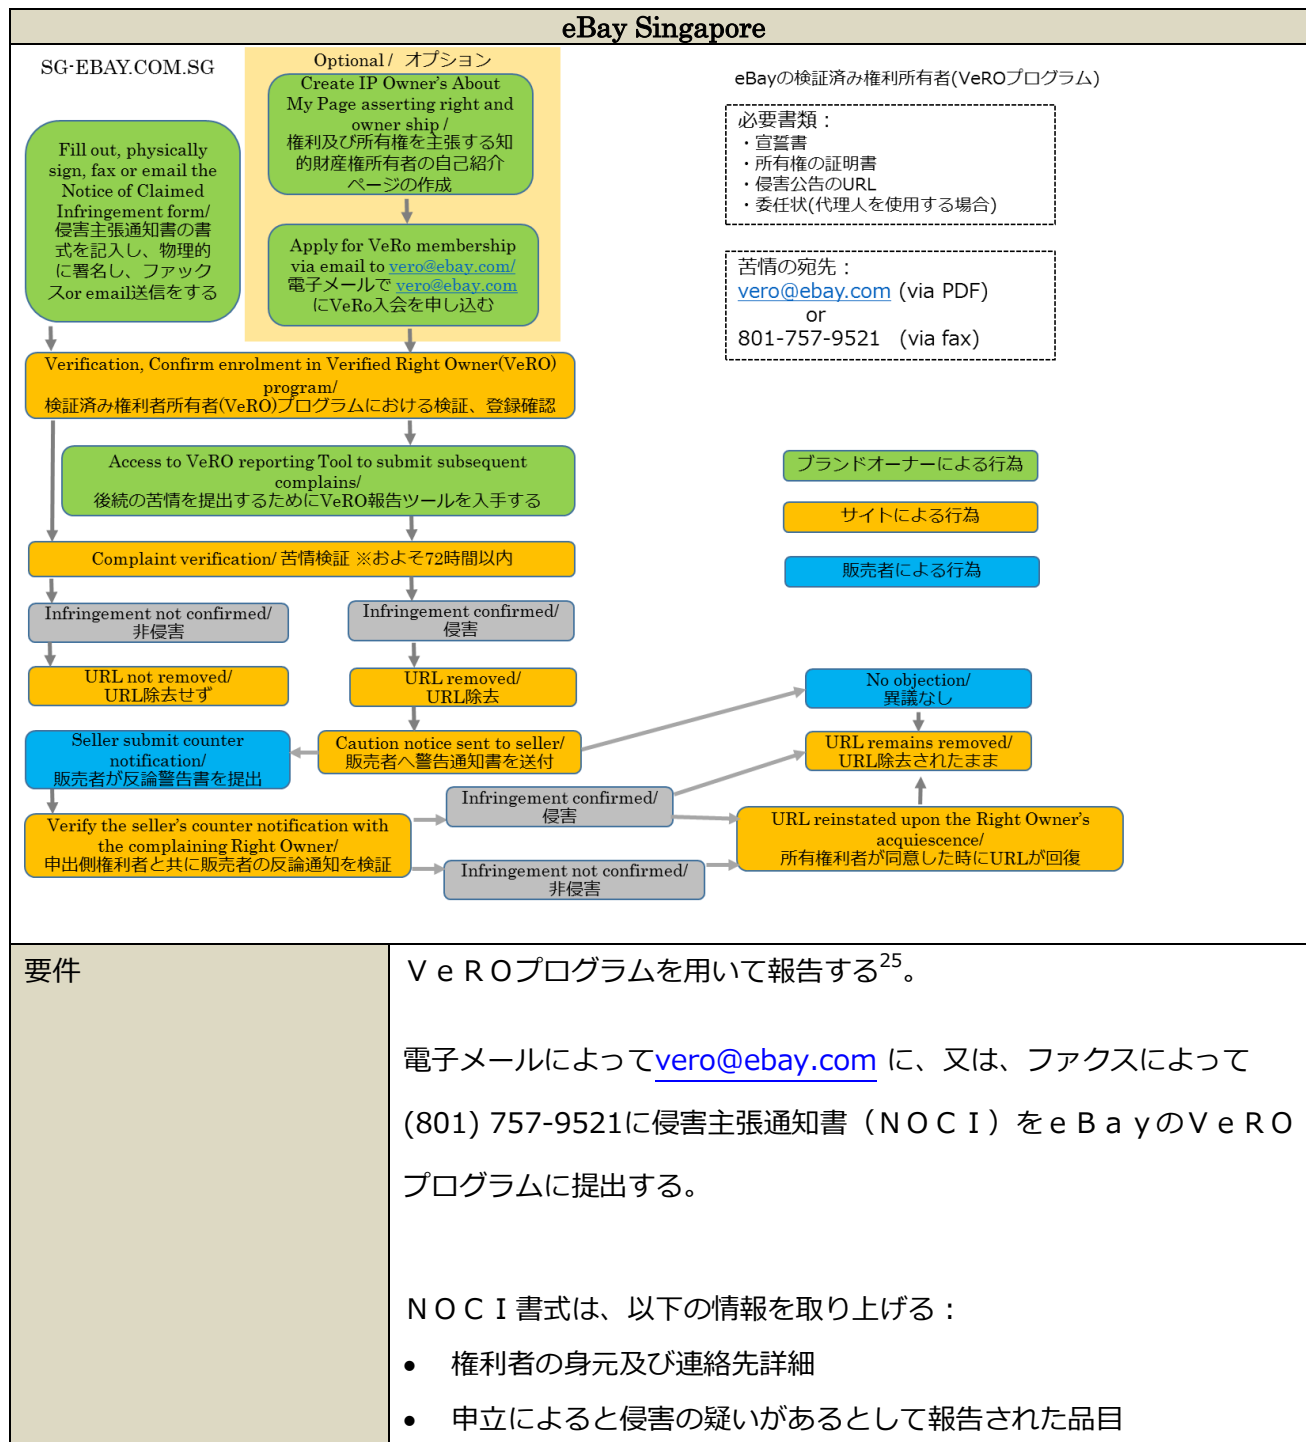 eBay Singapore
SG-EBAY.COM.SG
Optional / オプション
Create IP Owner's About
My Page asserting right and
owner ship /
権利及び所有権を主張する知
的財産権所有者の自己紹介
ページの作成
Fill out, physically
sign, fax or email the
Notice of Claimed
Infringement form/
侵害主張通知書の書
式を記入し、物理的
に署名し、ファック
スor email送信をする
Apply for VeRo membership
via email to vero@ebay.com/
電子メールで vero@ebay.com
にVeRo入会を申し込む
eBayの検証済み権利所有者(VeROプログラム)
必要書類：
・宣誓書
・所有権の証明書
・侵害公告のURL
・委任状(代理人を使用する場合)
苦情の宛先：
vero@ebay.com (via PDF)
or
801-757-9521 (via fax)
Verification, Confirm enrolment in Verified Right Owner(VeRO)
program/
検証済み権利者所有者(VeRO)プログラムにおける検証、登録確認
Access to VeRO reporting Tool to submit subsequent
complains/
後続の苦情を提出するためにVeRO報告ツールを入手する
ブランドオーナーによる行為
サイトによる行為
販売者による行為
Complaint verification/ 苦情検証 ※およそ72時間以内
Infringement not confirmed/
非侵害
Infringement confirmed/
侵害
URL not removed/
URL除去せず
URL removed/
URL除去
No objection/
異議なし
Seller submit counter
notification/
販売者が反論警告書を提出
Caution notice sent to seller/
販売者へ警告通知書を送付
URL remains removed/
URL除去されたまま
Infringement confirmed/
侵害
Verify the seller's counter notification with
the complaining Right Owner/
申出側権利者と共に販売者の反論通知を検証
URL reinstated upon the Right Owner's
acquiescence/
所有権利者が同意した時にURLが回復
Infringement not confirmed/
非侵害
要件
ＶｅＲＯプログラムを用いて報告する25。
電子メールによってvero@ebay.com に、又は、ファクスによって
(801) 757-9521に侵害主張通知書（ＮＯＣＩ）をｅＢａｙのＶｅＲＯ
プログラムに提出する。
ＮＯＣＩ書式は、以下の情報を取り上げる：
• 権利者の身元及び連絡先詳細
• 申立によると侵害の疑いがあるとして報告された品目